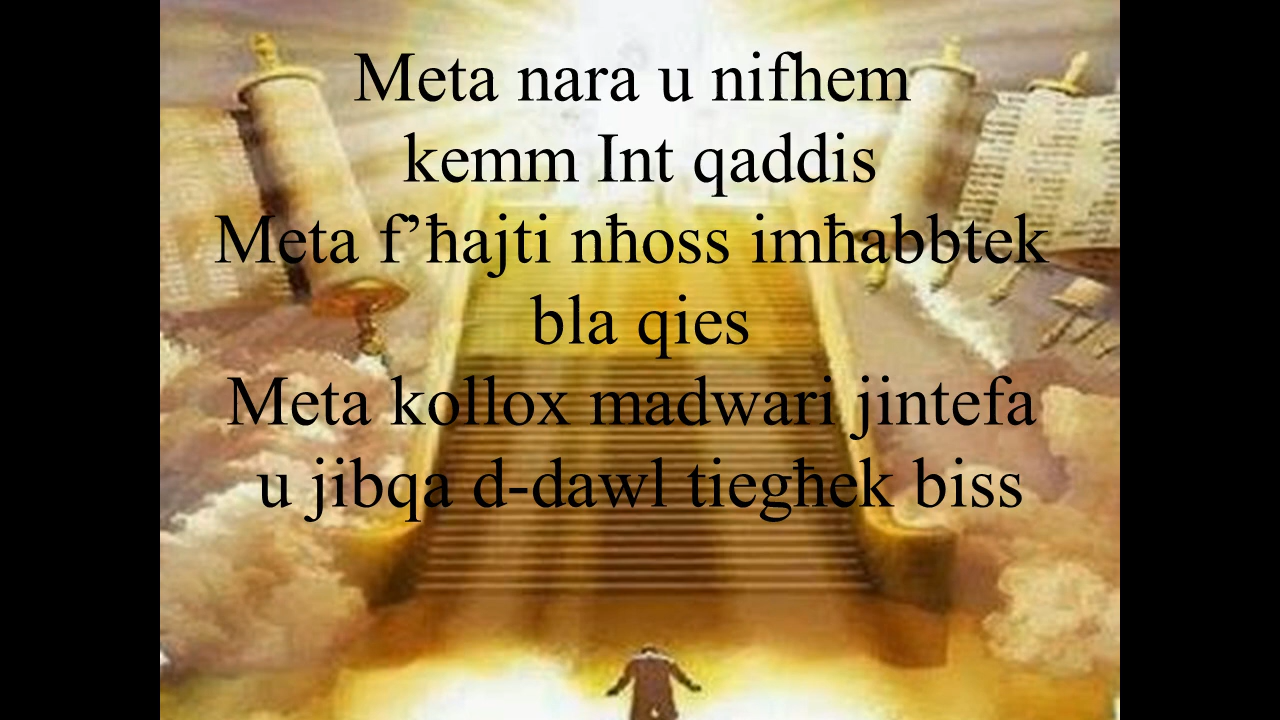 Meta nara u nifhem
kemm Int qaddis
Meta f’ħajti nħoss imħabbtek
bla qies
Meta kollox madwari jintefa
u jibqa d-dawl tiegħek biss